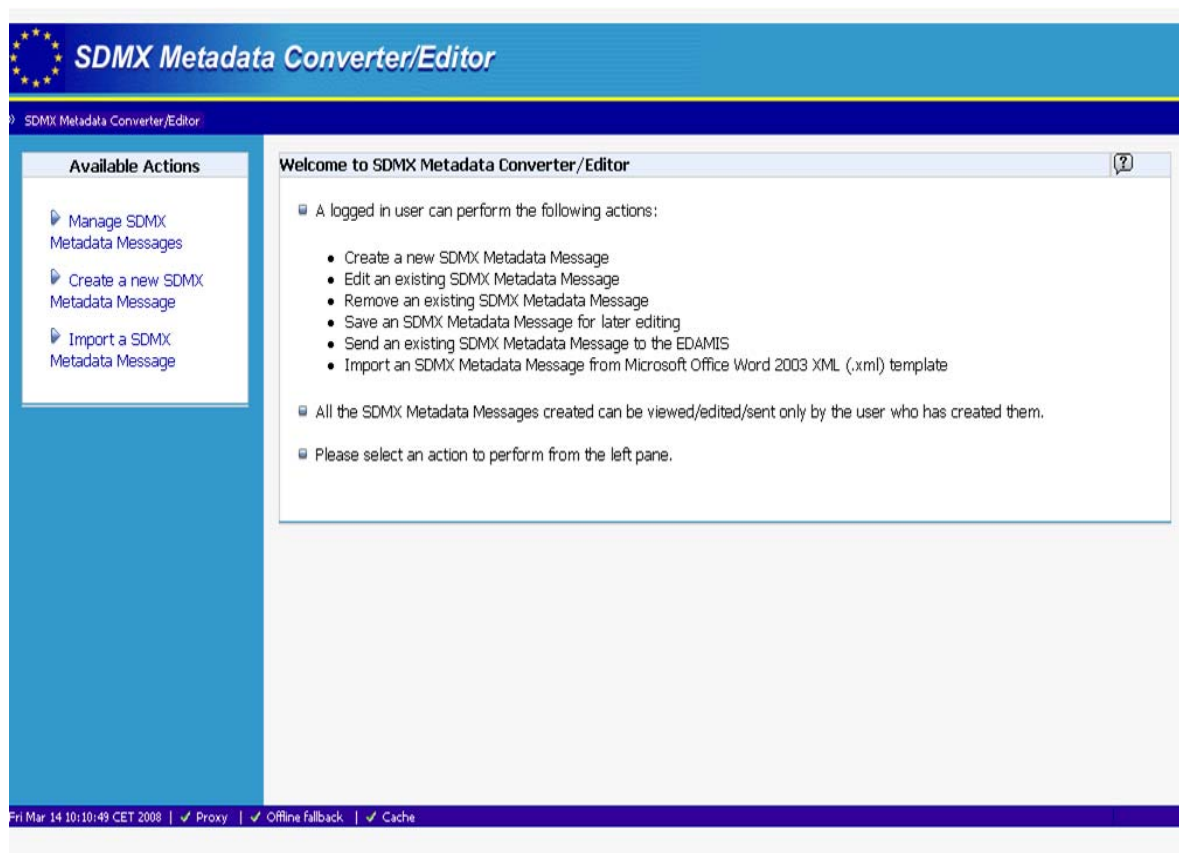 SDMX Metadata Converter/Editor
» SDMX Metadata Converter/Editor
Available Actions
Manage SDMX
Metadata Messages
Create a new SDMX
Metadata Message
Import a SDMX
Metadata Message
Welcome to SDMX Metadata Converter/Editor
?
A logged in user can perform the following actions:
• Create a new SDMX Metadata Message
• Edit an existing SDMX Metadata Message
• Remove an existing SDMX Metadata Message
• Save an SDMX Metadata Message for later editing
• Send an existing SDMX Metadata Message to the EDAMIS
• Import an SDMX Metadata Message from Microsoft Office Word 2003 XML (.xml) template
All the SDMX Metadata Messages created can be viewed/edited/sent only by the user who has created them.
Please select an action to perform from the left pane.
Fri Mar 14 10:10:49 CET 2008 | ✓ Proxy | ✓ Offline fallback | ✓ Cache